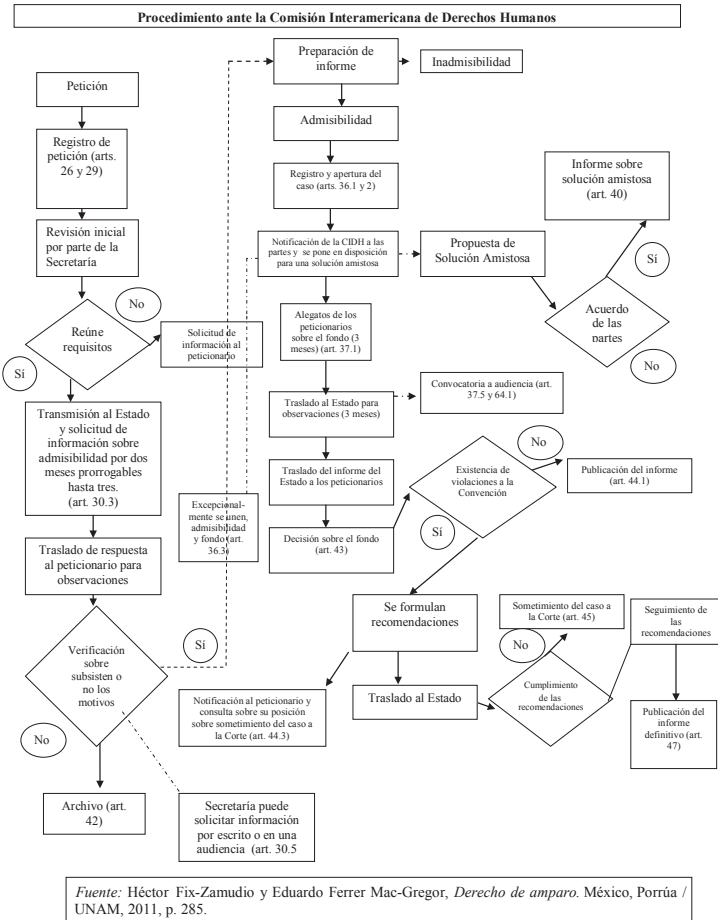 Procedimiento ante la Comisión Interamericana de Derechos Humanos
Petición
Registro de
petición (arts.
26 y 29)
Revisión inicial
por parte de la
Secretaría
Reúne
requisitos
No
Solicitud de
información al
peticionario
Sí
Transmisión al Estado
y solicitud de
información sobre
admisibilidad por dos
meses prorrogables
hasta tres.
(art. 30.3)
Traslado de respuesta
al peticionario para
observaciones
Verificación
sobre
subsisten o
no los
motivos
Sí
No
Archivo (art.
42)
Secretaría puede
solicitar información
por escrito o en una
audiencia (art. 30.5
Preparación de
informe
Inadmisibilidad
Admisibilidad
Registro y apertura del
caso (arts. 36.1 y 2)
Notificación de la CIDH a las
partes y se pone en disposición
para una solución amistosa
Propuesta de
Solución Amistosa
Acuerdo
de las
partes
Sí
Informe sobre
solución amistosa
(art. 40)
No
Alegatos de los
peticionarios
sobre el fondo (3
meses) (art. 37.1)
Traslado al Estado para
observaciones (3 meses)
Convocatoria a audiencia (art.
37.5 y 64.1)
Traslado del informe del
Estado a los peticionarios
Excepcional-
mente se unen,
admisibilidad
y fondo (art.
36.3)
Decisión sobre el fondo
(art. 43)
Existencia de
violaciones a la
Convención
No
Publicación del informe
(art. 44.1)
Sí
Se formulan
recomendaciones
Notificación al peticionario y
consulta sobre su posición
sobre sometimiento del caso a
la Corte (art. 44.3)
Traslado al Estado
Cumplimiento
de las
recomendaciones
No
Sometimiento del caso a
la Corte (art. 45)
Seguimiento de
las
recomendaciones
Publicación del
informe
definitivo (art.
47)
Fuente: Héctor Fix-Zamudio y Eduardo Ferrer Mac-Gregor, Derecho de amparo. México, Porrúa /
UNAM, 2011, p. 285.